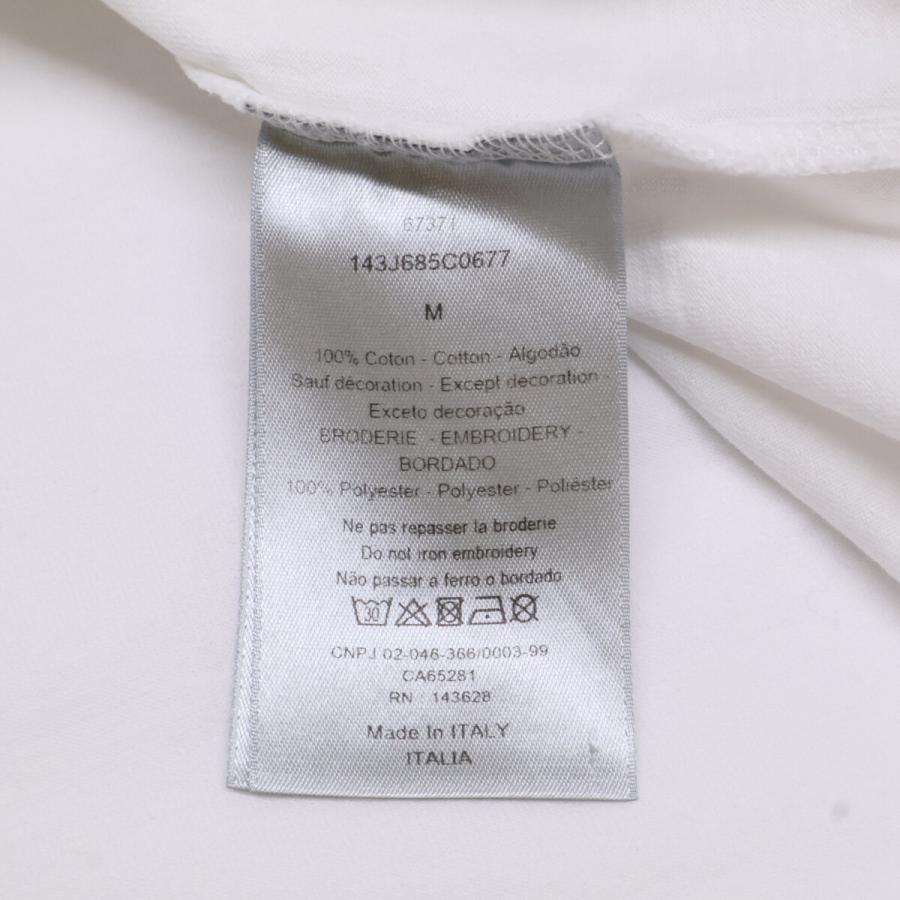 67371
143J685C0677
M
100% Coton - Cotton - Algodão
Sauf décoration - Except decoration -
Exceto decoração
BRODERIE - EMBROIDERY -
BORDADO
100% Polyester - Polyester - Poliéster
Ne pas repasser la broderie
Do not iron embroidery
Não passar a ferro o bordado
30
CNPJ 02-046-366/0003-99
CA65281
RN : 143628
Made In ITALY
ITALIA